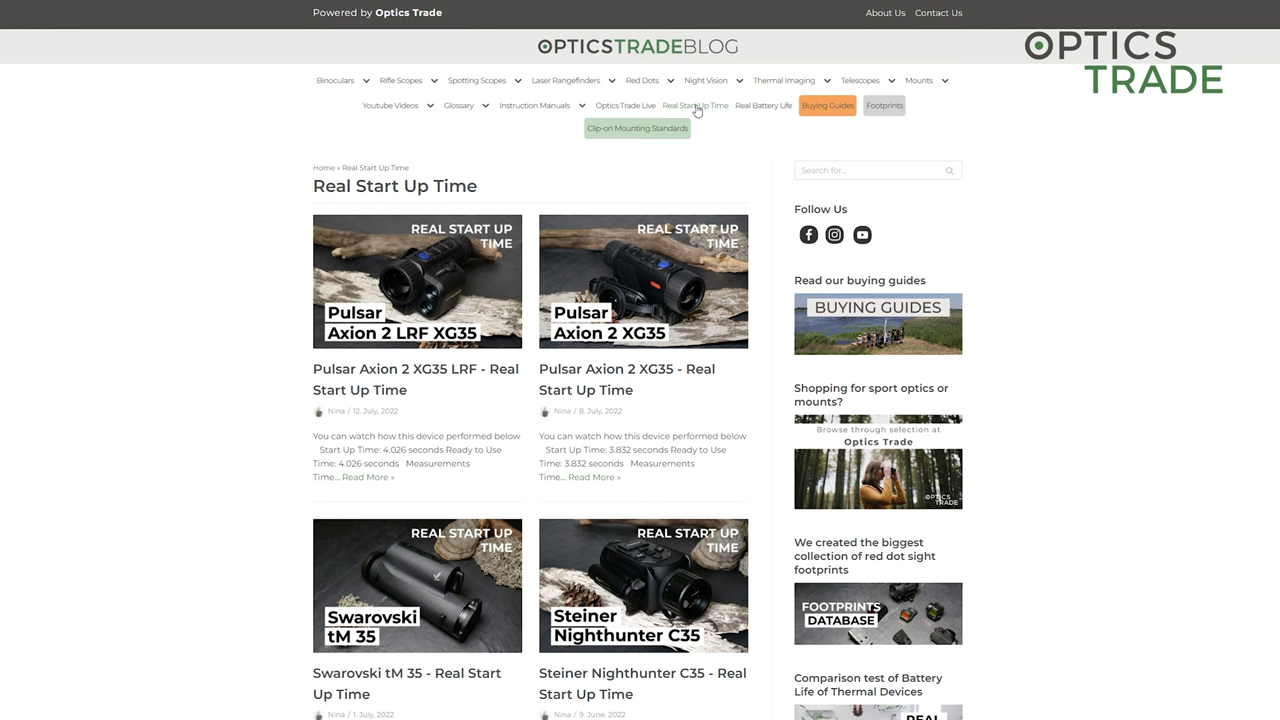 Powered by Optics Trade
About Us Contact Us
OPTICSTRADEBLOG
OPTICS
TRADE
Binoculars Rifle Scopes Spotting Scopes Laser Rangefinders Red Dots Night Vision Thermal Imaging Telescopes Mounts
Youtube Videos Glossary Instruction Manuals Optics Trade Live Real Start Up Time Real Battery Life Buying Guides Footprints
Clip-on Mounting Standards
Home » Real Start Up Time
Real Start Up Time
REAL START UP
TIME
Pulsar
Axion 2 LRF XG35
Pulsar Axion 2 XG35 LRF - Real
Start Up Time
Nina / 12. July, 2022
You can watch how this device performed below
Start Up Time: 4.026 seconds Ready to Use
Time: 4.026 seconds Measurements
Time... Read More »
REAL START UP
TIME
Pulsar
Axion 2 XG35
Pulsar Axion 2 XG35 - Real
Start Up Time
Nina / 8. July, 2022
You can watch how this device performed below
Start Up Time: 3.832 seconds Ready to Use
Time: 3.832 seconds Measurements
Time... Read More »
REAL START UP
TIME
Swarovski
tM 35
Swarovski tM 35 - Real Start
Up Time
Nina / 1. July, 2022
REAL START UP
TIME
Steiner
Nighthunter C35
Steiner Nighthunter C35 - Real
Start Up Time
Nina / 9. June, 2022
Search for...
Follow Us
Read our buying guides
BUYING GUIDES
Shopping for sport optics or
mounts?
Browse through selection at
Optics Trade
OPTICS
TRADE
We created the biggest
collection of red dot sight
footprints
FOOTPRINTS
DATABASE
Comparison test of Battery
Life of Thermal Devices
REAL